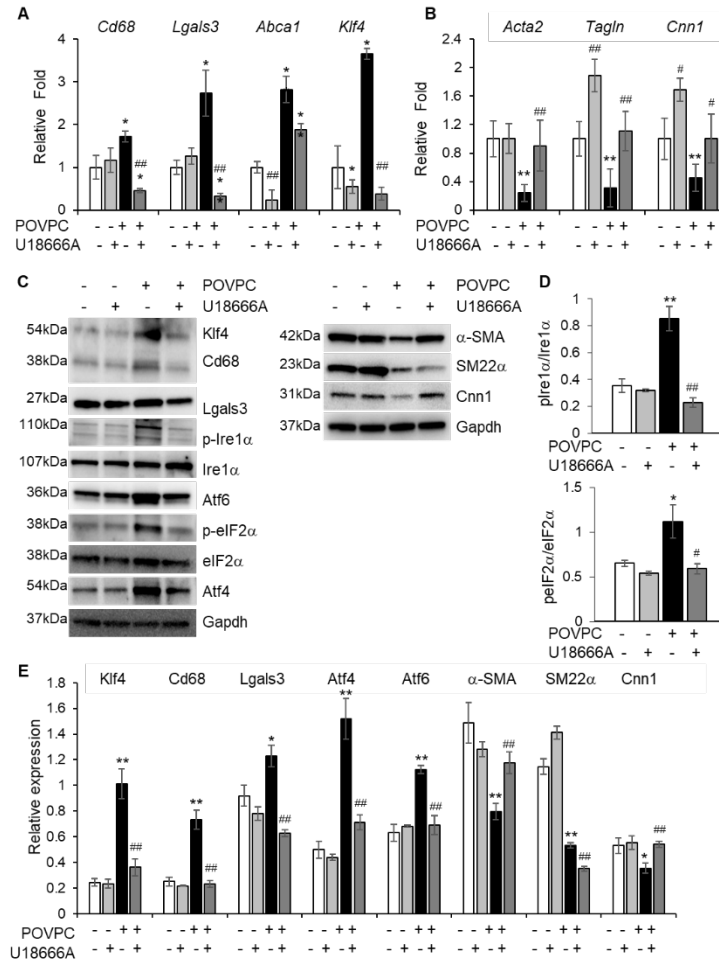 A
Cd68 Lgals3 Abca1 Klf4
Relative Fold
4
3
2
1
0
* * * * ## * ## * ## * * * ##
POVPC - - + + - - + + - - + + - - + +
U18666A - + - + - + - + - + - + - + - +
B
Acta2 Tagln Cnn1
Relative Fold
2.4
2.0
1.6
1.2
0.8
0.4
0
** ## ## ** ## # ** #
POVPC - - + + - - + + - - + +
U18666A - + - + - + - + - + - +
C
- - + + POVPC
- + - + U18666A
54kDa Klf4
38kDa Cd68
27kDa Lgals3
110kDa p-Ire1α
107kDa Ire1α
36kDa Atf6
38kDa p-eIF2α
38kDa eIF2α
54kDa Atf4
37kDa Gapdh
- - + + POVPC
- + - + U18666A
42kDa α-SMA
23kDa SM22α
31kDa Cnn1
37kDa Gapdh
D
pIre1α/Ire1α
1
0.8
0.6
0.4
0.2
0
** ##
POVPC - - + +
U18666A - + - +
peIF2α/eIF2α
1.5
1
0.5
0
* #
POVPC - - + +
U18666A - + - +
E
Klf4 Cd68 Lgals3 Atf4 Atf6 α-SMA SM22α Cnn1
Relative expression
1.8
1.6
1.4
1.2
1
0.8
0.6
0.4
0.2
0
** ## ** ## * ## ** ## ** ## ** ## ** ## * ##
POVPC - - + + - - + + - - + + - - + + - - + + - - + + - - + + - - + +
U18666A - + - + - + - + - + - + - + - + - + - + - + - + - + - + - + - +